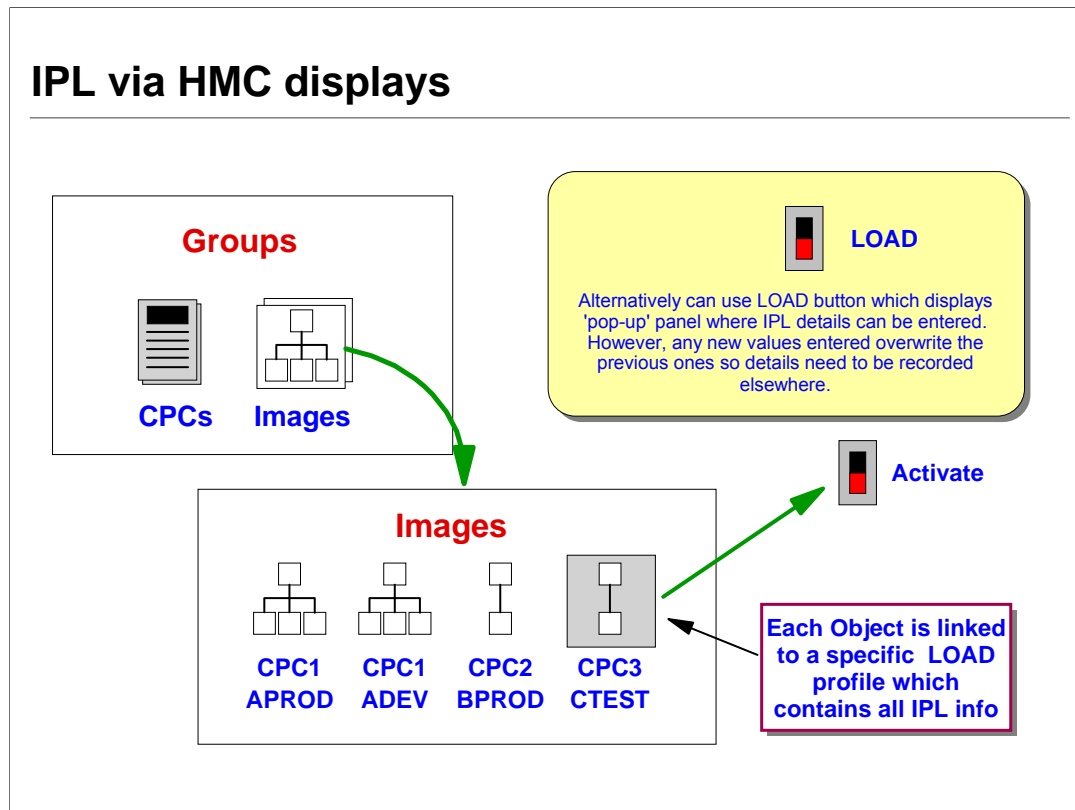 IPL via HMC displays
Groups
CPCs
Images
LOAD
Alternatively can use LOAD button which displays
'pop-up' panel where IPL details can be entered.
However, any new values entered overwrite the
previous ones so details need to be recorded
elsewhere.
Activate
Images
CPC1
APROD
CPC1
ADEV
CPC2
BPROD
CPC3
CTEST
Each Object is linked
to a specific LOAD
profile which
contains all IPL info